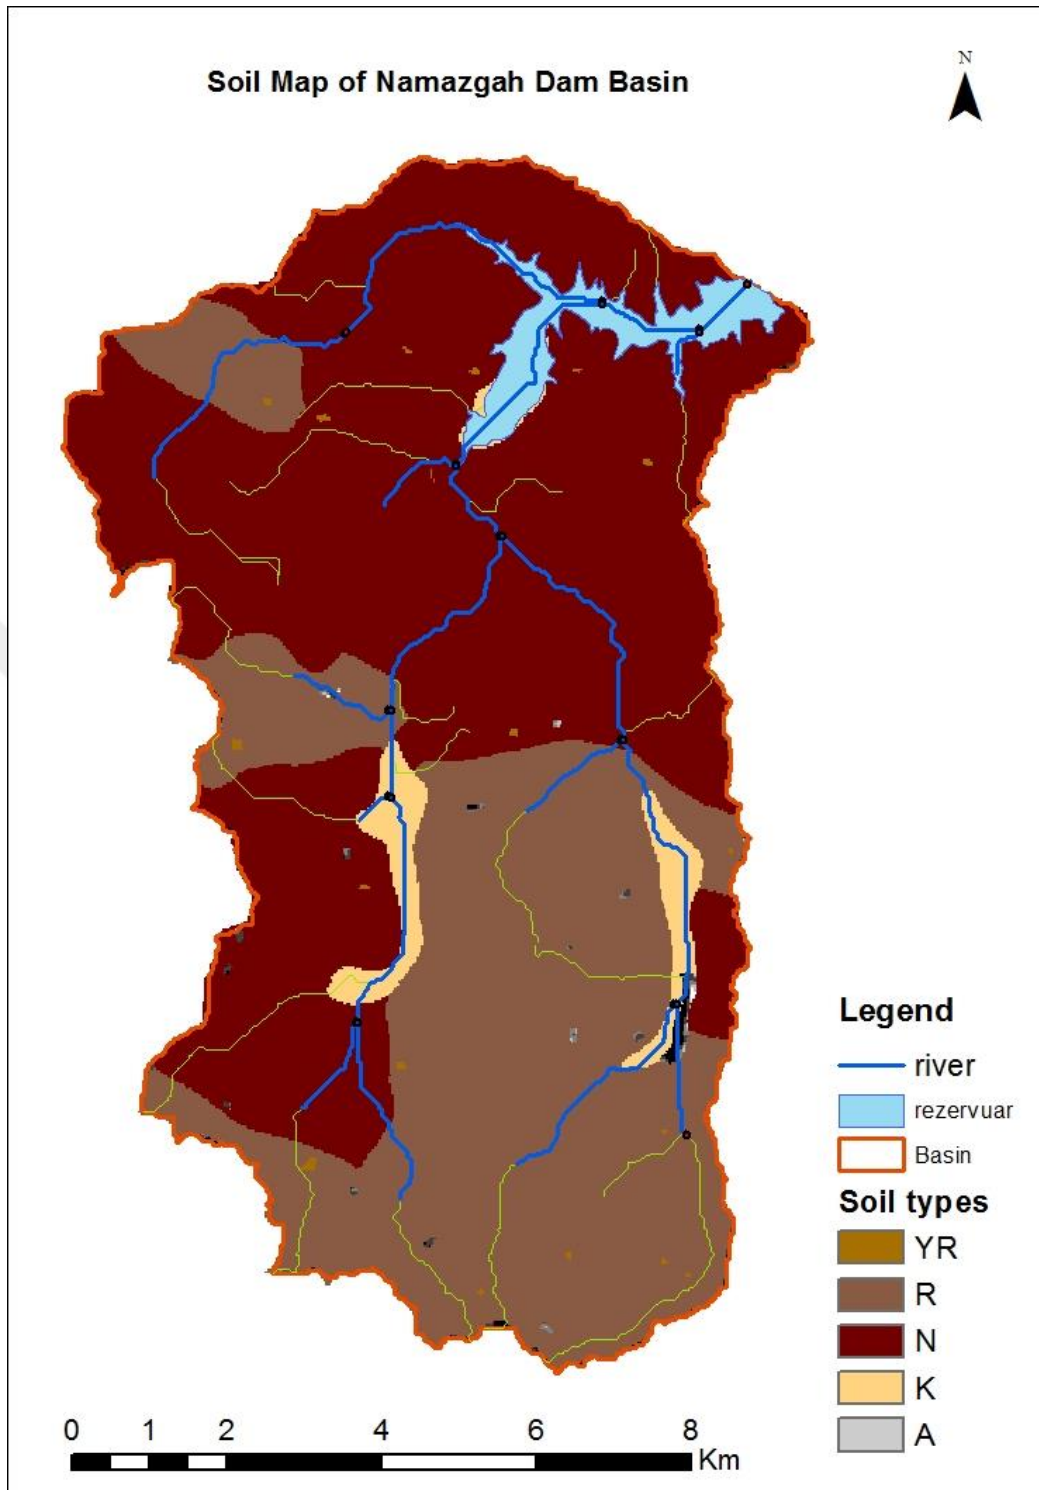 N
Soil Map of Namazgah Dam Basin
Legend
river
rezervuar
Basin
Soil types
YR
R
N
K
A
0 1 2 4 6 8
Km